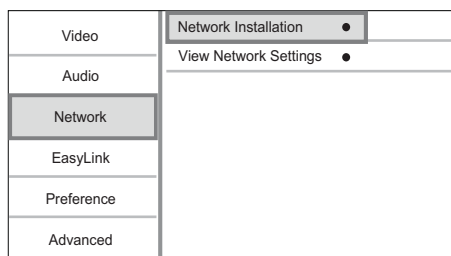 Video
Audio
Network
EasyLink
Preference
Advanced
Network Installation
View Network Settings